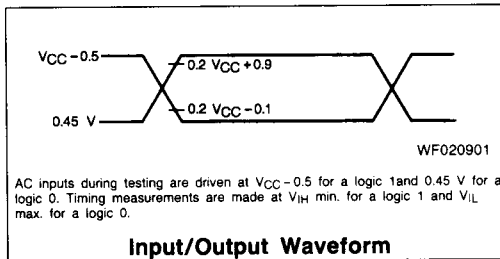 VCC−0.5
0.2 VCC+0.9
0.2 VCC−0.1
0.45 V
WF020901
AC inputs during testing are driven at VCC−0.5 for a logic 1and 0.45 V for a
logic 0. Timing measurements are made at VIH min. for a logic 1 and VIL
max. for a logic 0.
Input/Output Waveform